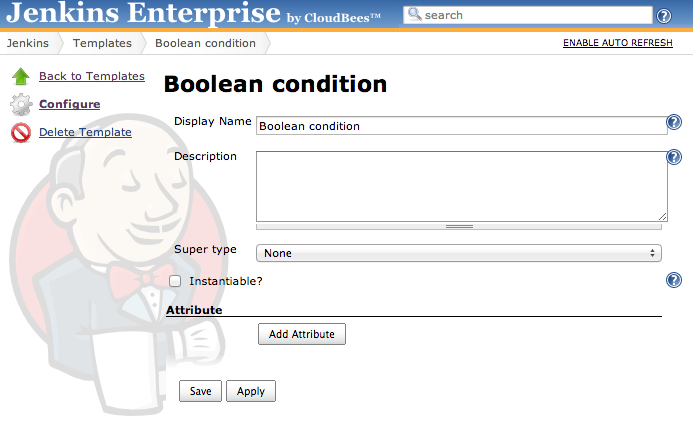 Jenkins Enterprise by CloudBees™
search
?
Jenkins
Templates
Boolean condition
ENABLE AUTO REFRESH
Back to Templates
Configure
Delete Template
Boolean condition
Display Name
Boolean condition
?
Description
?
Super type
None
Instantiable?
?
Attribute
Add Attribute
Save
Apply